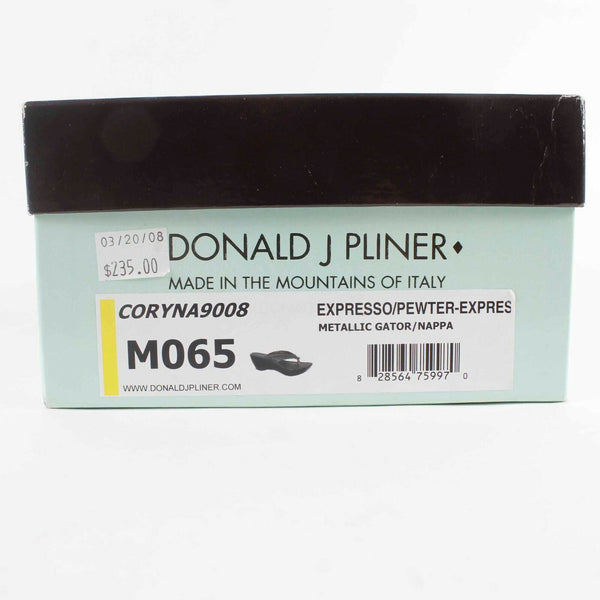 03/20/08
$235.00
DONALD J PLINER♦
MADE IN THE MOUNTAINS OF ITALY
CORYNA9008
EXPRESSO/PEWTER-EXPRES
METALLIC GATOR/NAPPA
M065
WWW.DONALDJPLINER.COM
8 28564 75997 0